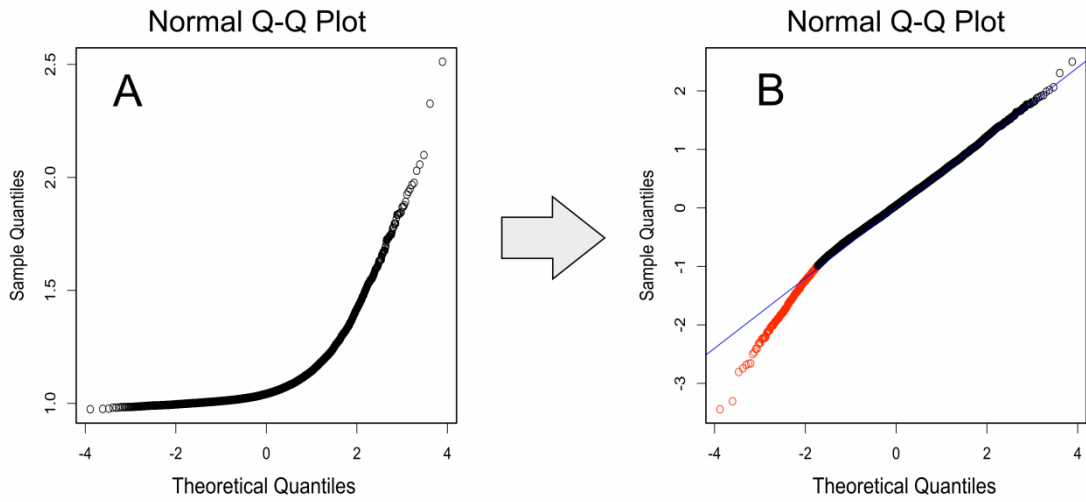 Normal Q-Q Plot
A
2.5
2.0
1.5
1.0
Sample Quantiles
-4 -2 0 2 4
Theoretical Quantiles
Normal Q-Q Plot
B
2
1
0
-1
-2
-3
Sample Quantiles
-4 -2 0 2 4
Theoretical Quantiles